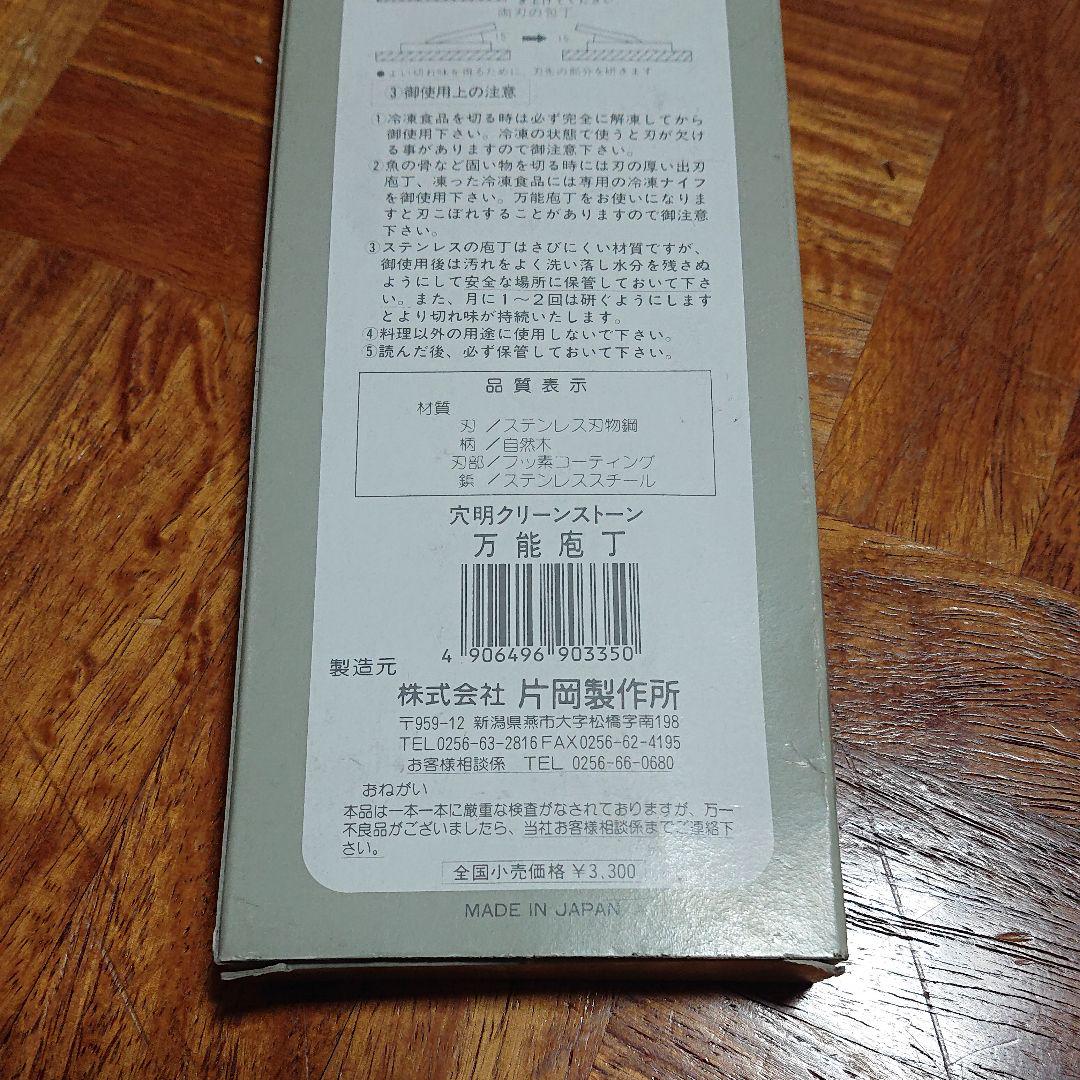 両刃の包丁
15 ➡ 15
●よい切れ味を得るために、刃先の部分を研きます
3 御使用上の注意
①冷凍食品を切る時は必ず完全に解凍してから
御使用下さい。冷凍の状態で使うと刃が欠け
る事がありますので御注意下さい。
②魚の骨など固い物を切る時には刃の厚い出刃
庖丁、凍った冷凍食品には専用の冷凍ナイフ
を御使用下さい。万能庖丁をお使いになりま
すと刃こぼれすることがありますので御注意
下さい。
③ステンレスの庖丁はさびにくい材質ですが、
御使用後は汚れをよく洗い落し水分を残さぬ
ようにして安全な場所に保管しておいて下さ
い。また、月に1〜2回は研ぐようにします
とより切れ味が持続いたします。
④料理以外の用途に使用しないで下さい。
⑤読んだ後、必ず保管しておいて下さい。
品質表示
材質
刃／ステンレス刃物鋼
柄／自然木
刃部／フッ素コーティング
鋲／ステンレススチール
穴明クリーンストーン
万能庖丁
4 906496 903350
製造元
株式会社 片岡製作所
〒959-12 新潟県燕市大字松橋字南198
TEL0256-63-2816 FAX0256-62-4195
お客様相談係 TEL 0256-66-0680
おねがい
本品は一本一本に厳重な検査がなされておりますが、万一
不良品がございましたら、当社お客様相談係までご連絡下
さい。
全国小売価格 ¥3,300
MADE IN JAPAN